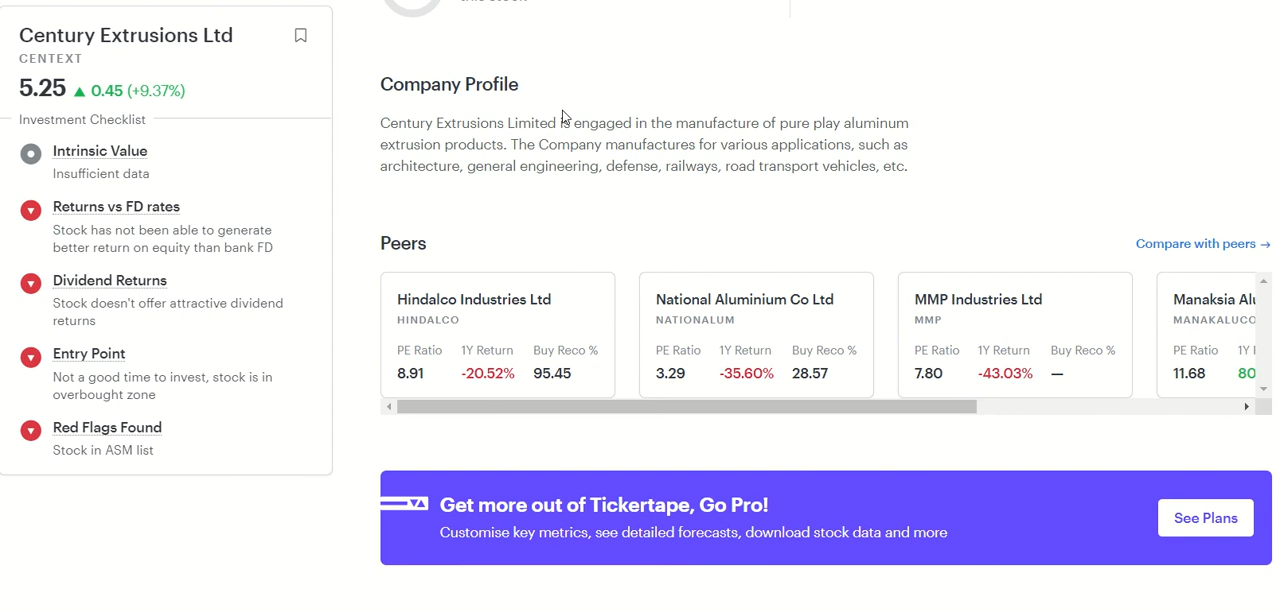 this stock
Century Extrusions Ltd
CENTEXT
5.25 ▲ 0.45 (+9.37%)
Investment Checklist
Intrinsic Value
Insufficient data
Returns vs FD rates
Stock has not been able to generate
better return on equity than bank FD
Dividend Returns
Stock doesn't offer attractive dividend
returns
Entry Point
Not a good time to invest, stock is in
overbought zone
Red Flags Found
Stock in ASM list
Company Profile
Century Extrusions Limited is engaged in the manufacture of pure play aluminum
extrusion products. The Company manufactures for various applications, such as
architecture, general engineering, defense, railways, road transport vehicles, etc.
Peers
Compare with peers →
Hindalco Industries Ltd
HINDALCO
PE Ratio 1Y Return Buy Reco %
8.91 -20.52% 95.45
National Aluminium Co Ltd
NATIONALUM
PE Ratio 1Y Return Buy Reco %
3.29 -35.60% 28.57
MMP Industries Ltd
MMP
PE Ratio 1Y Return Buy Reco %
7.80 -43.03% —
Manaksia
MANAKALUCO
PE Ratio 1Y
11.68 80
Get more out of Tickertape, Go Pro!
Customise key metrics, see detailed forecasts, download stock data and more
See Plans